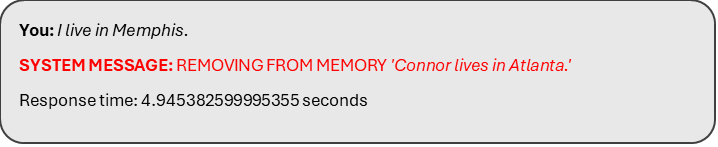 You: I live in Memphis.
SYSTEM MESSAGE: REMOVING FROM MEMORY 'Connor lives in Atlanta.'
Response time: 4.945382599995355 seconds